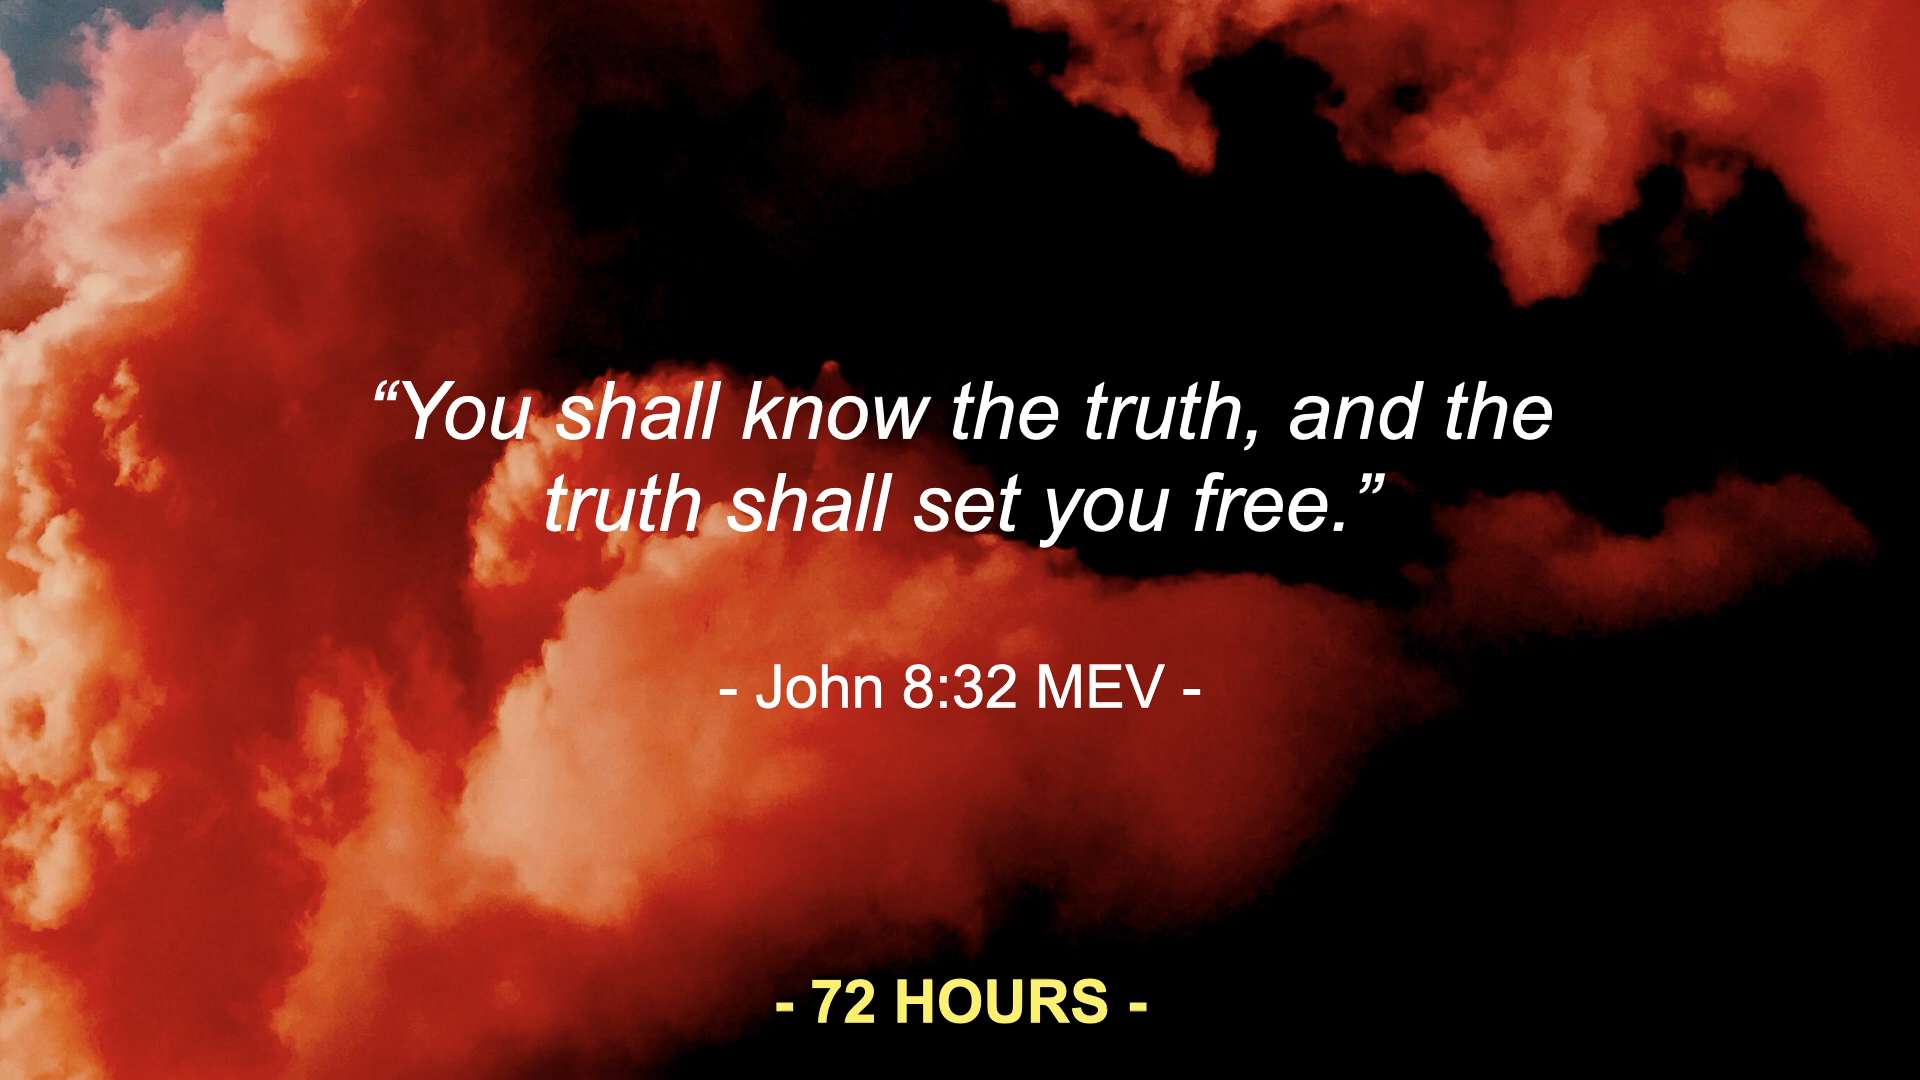 “You shall know the truth, and the
truth shall set you free.”
- John 8:32 MEV -
- 72 HOURS -